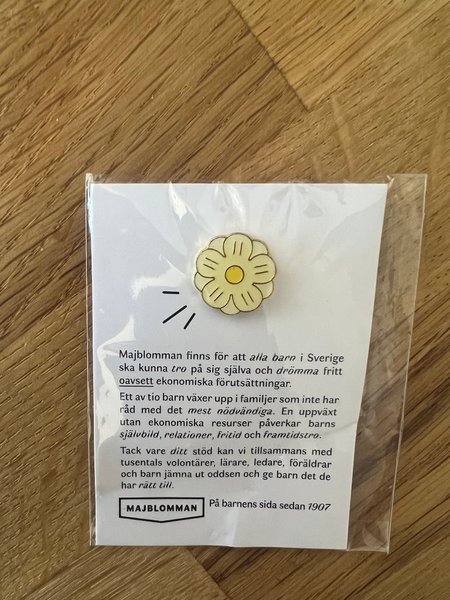 Majblomman finns för att alla barn i Sverige
ska kunna tro på sig själva och drömma fritt
oavsett ekonomiska förutsättningar.
Ett av tio barn växer upp i familjer som inte har
råd med det mest nödvändiga. En uppväxt
utan ekonomiska resurser påverkar barns
självbild, relationer, fritid och framtidstro.
Tack vare ditt stöd kan vi tillsammans med
tusentals volontärer, lärare, ledare, föräldrar
och barn jämna ut oddsen och ge barn det de
har rätt till.
MAJBLOMMAN På barnens sida sedan 1907